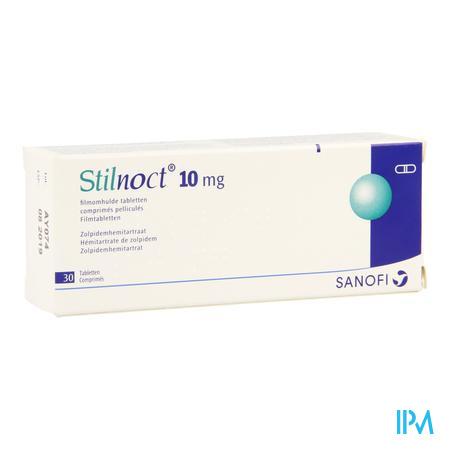 Stilnoct® 10 mg
filmomhulde tabletten
comprimés pelliculés
Filmtabletten
Zolpidemhemitartraat
Hémitartrate de zolpidem
Zolpidemhemitartrat
30 Tabletten
Comprimés
SANOFI
AY074
08 2019
IPM